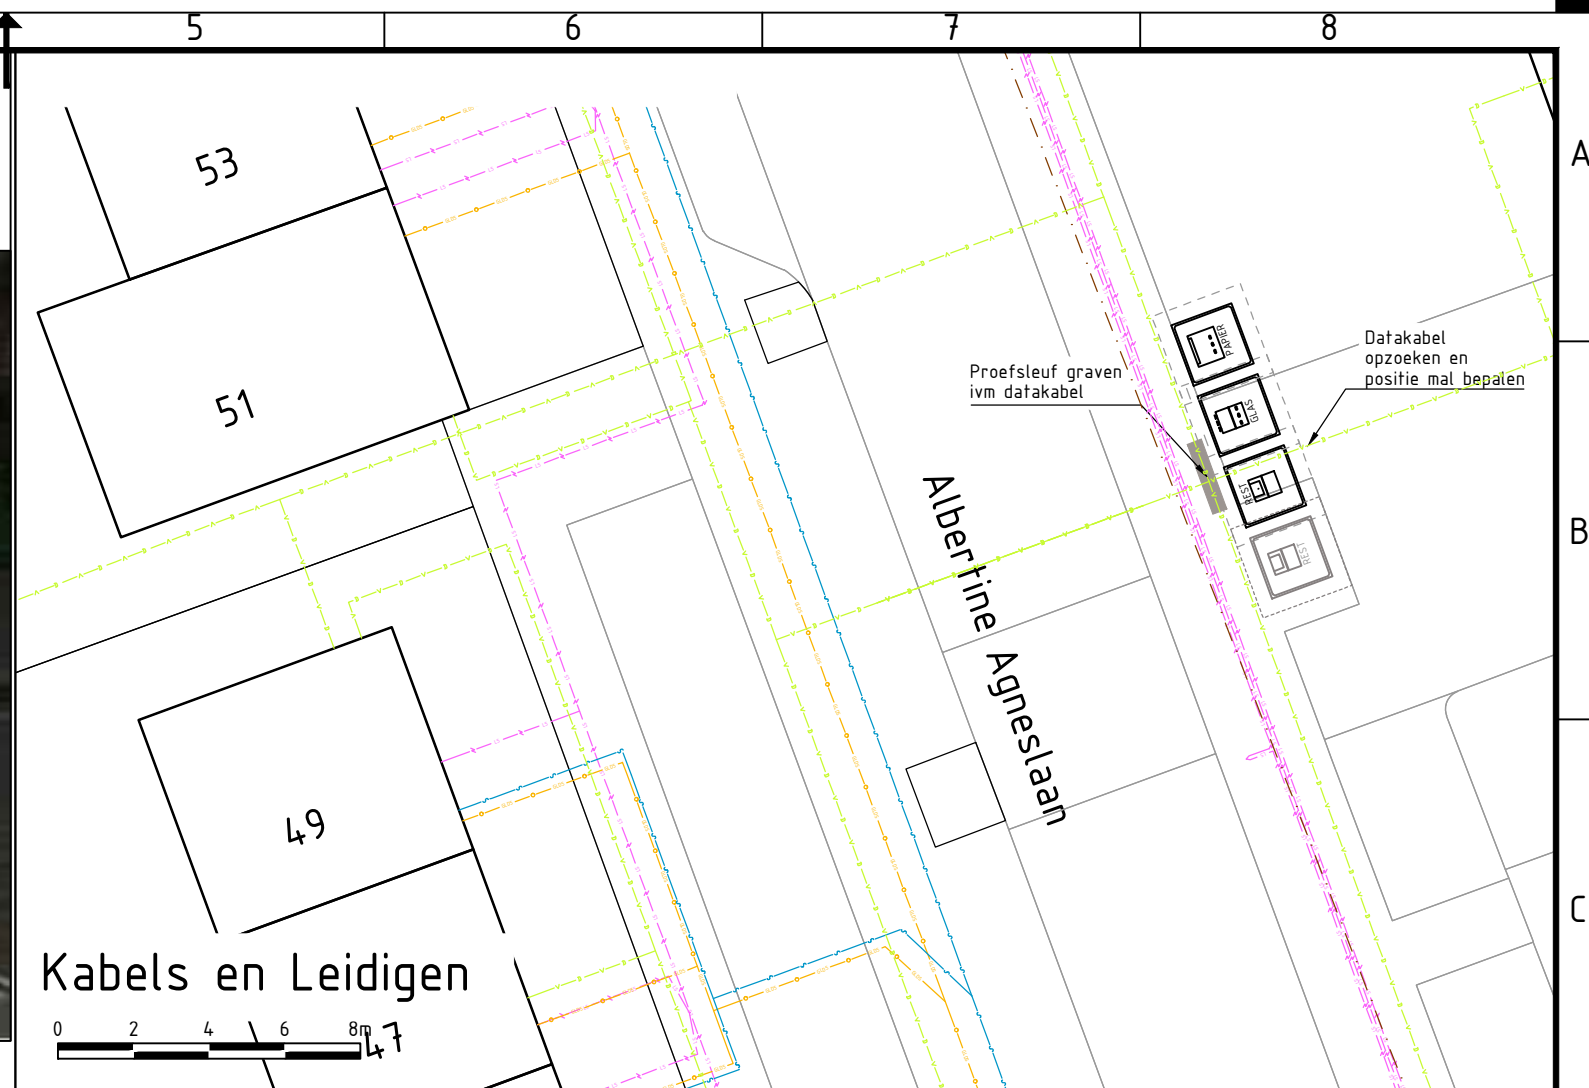 5 6 7 8
A
53
51
Proefsleuf graven
ivm datakabel
PAPIER
GLAS
REST
REST
Datakabel
opzoeken en
positie mal bepalen
B
Albertine Agneslaan
49
C
Kabels en Leidigen
0 2 4 6 8m
47